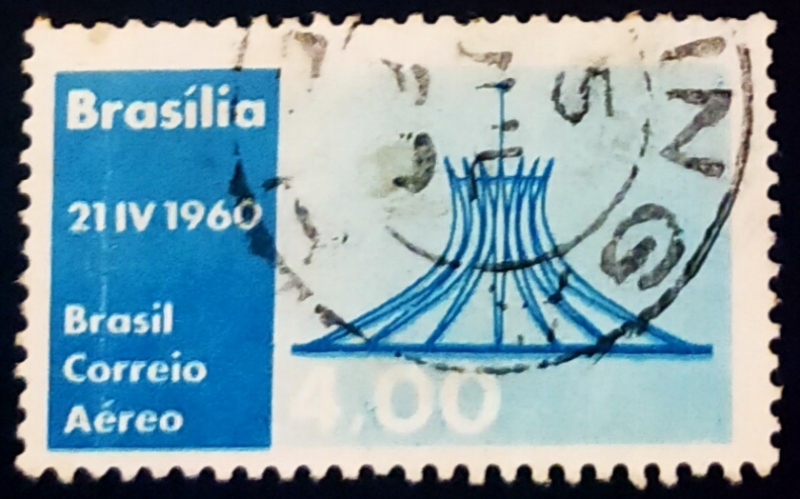 Brasília
21 IV 1960
Brasil
Correio
Aéreo
4,00